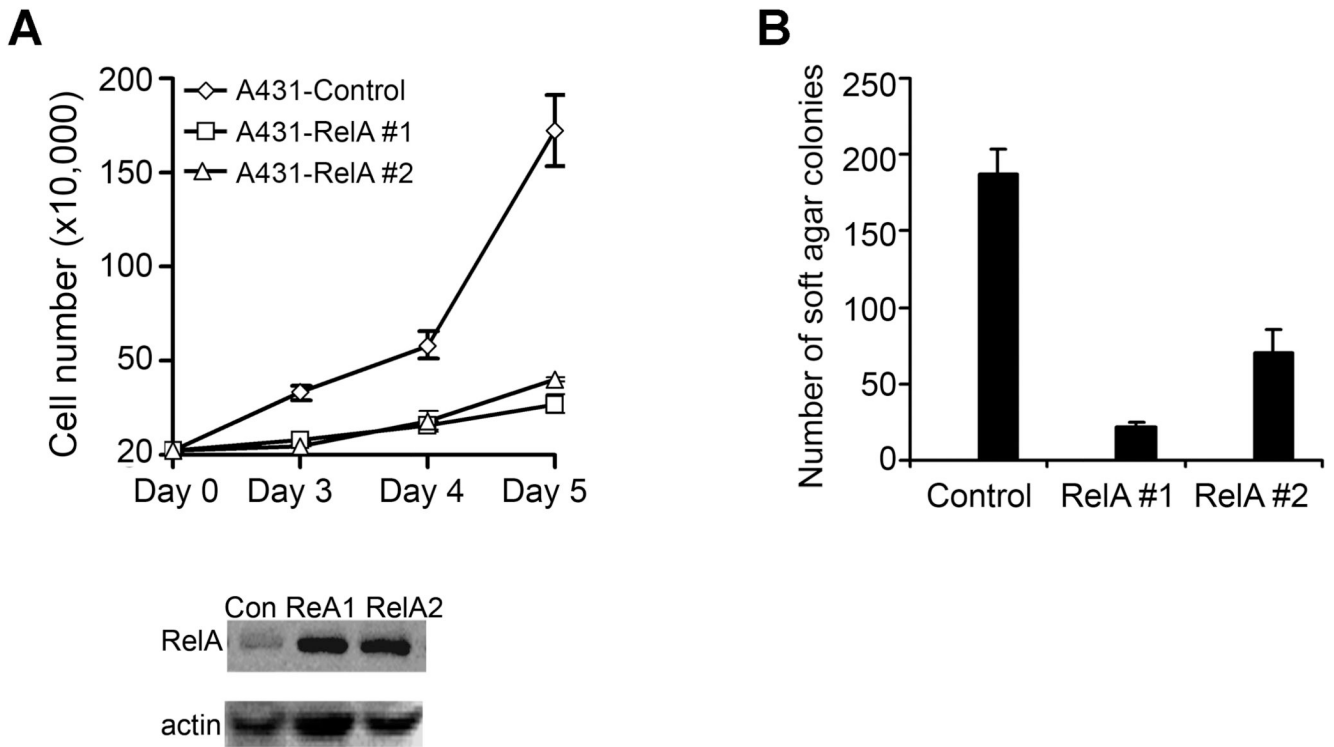 A
Cell number (x10,000)
200
150
100
50
20
A431-Control
A431-RelA #1
A431-RelA #2
Day 0 Day 3 Day 4 Day 5
Con ReA1 RelA2
RelA
actin
B
Number of soft agar colonies
250
200
150
100
50
0
Control RelA #1 RelA #2